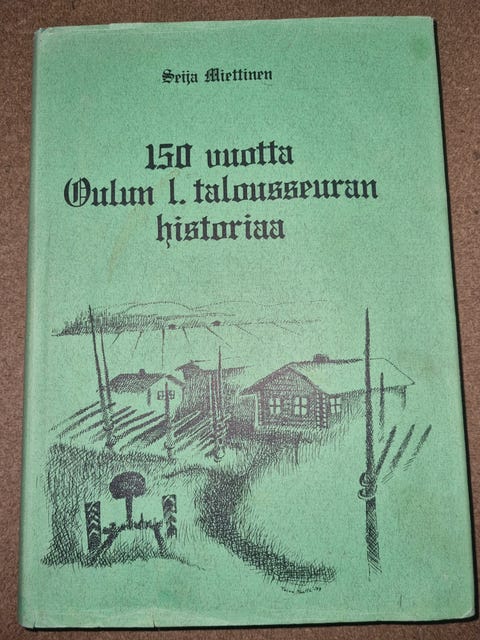 Seija Miettinen
150 vuotta
Oulun l. talousseuran
historiaa